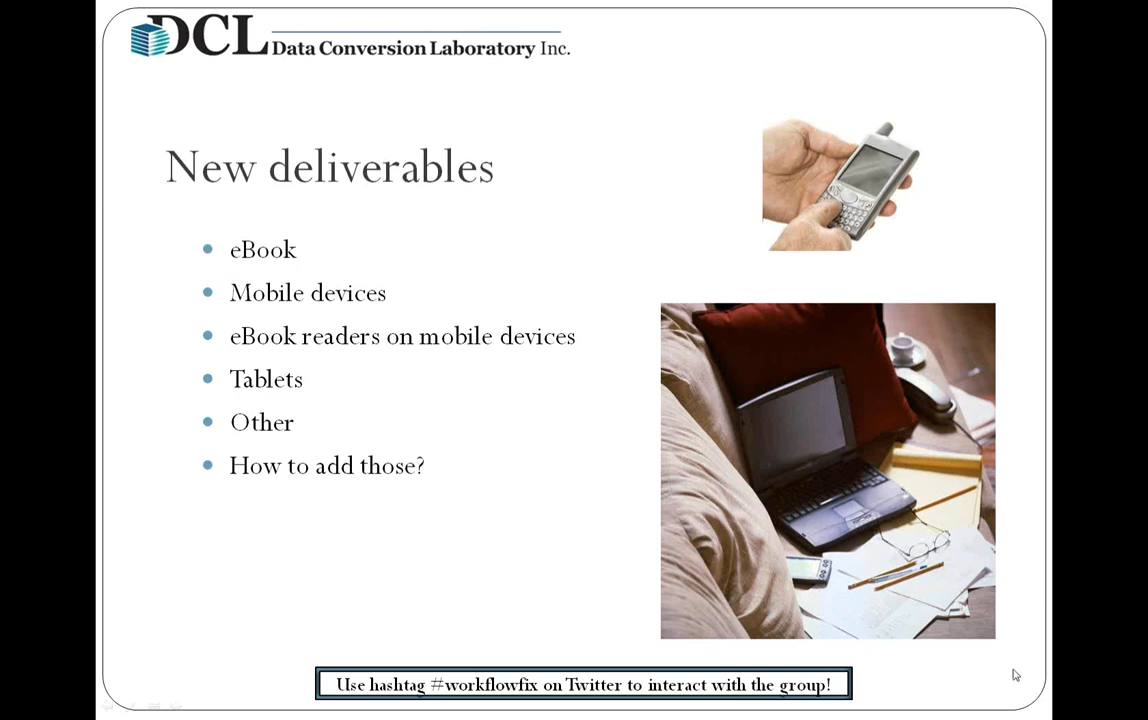 DCL Data Conversion Laboratory Inc.
New deliverables
eBook
Mobile devices
eBook readers on mobile devices
Tablets
Other
How to add those?
Use hashtag #workflowfix on Twitter to interact with the group!